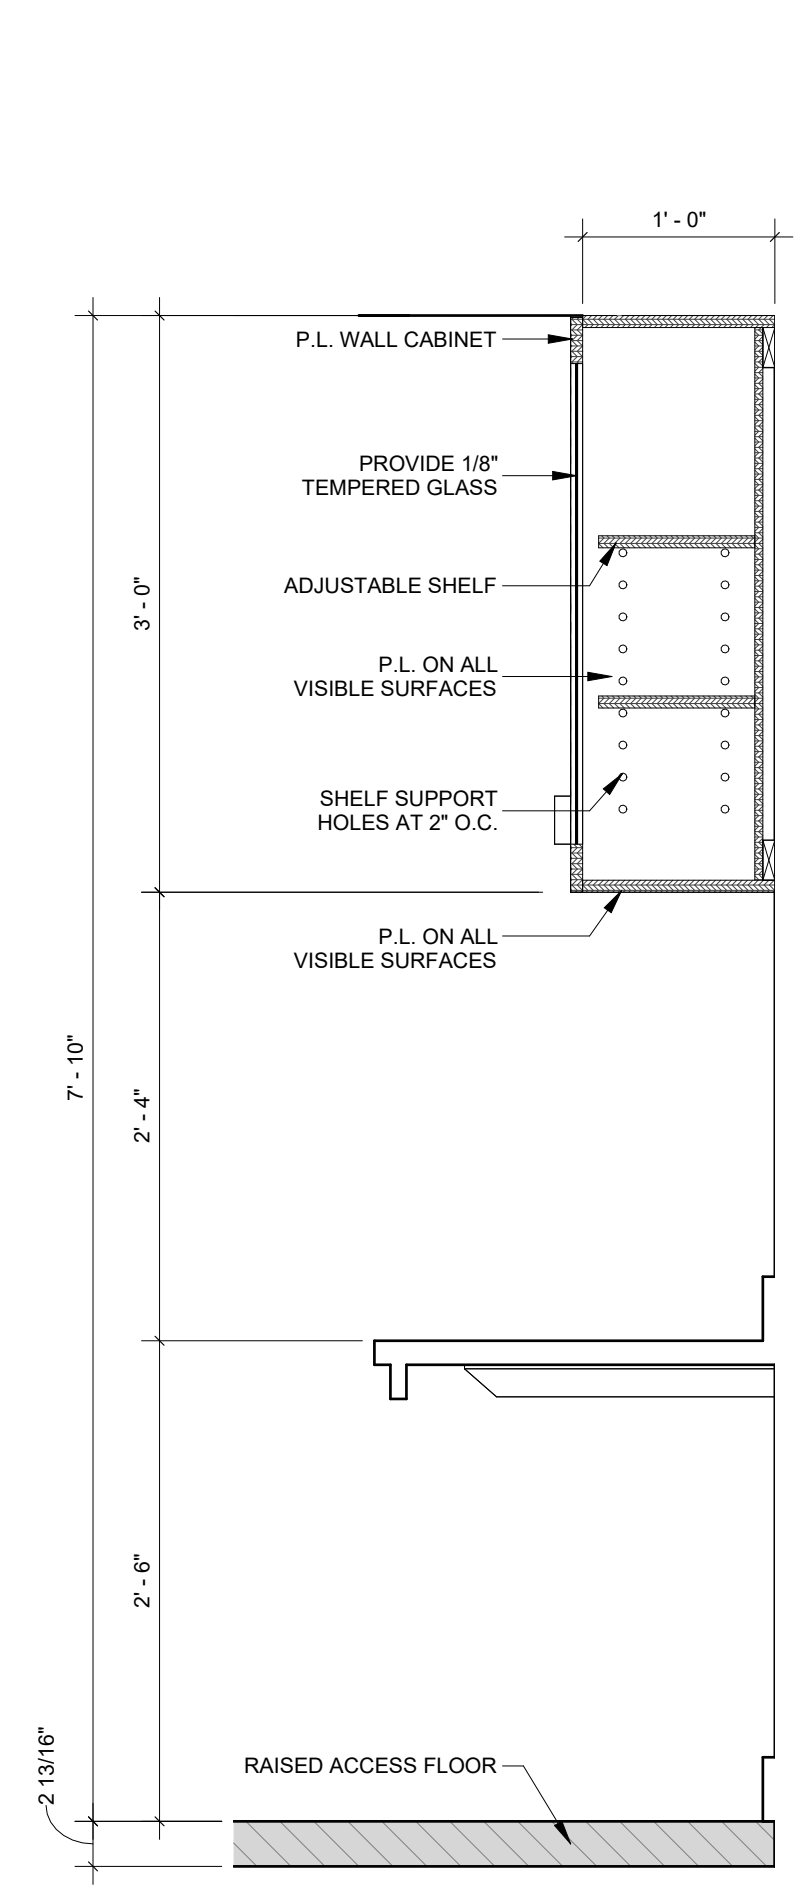 1' - 0"
P.L. WALL CABINET
PROVIDE 1/8"
TEMPERED GLASS
ADJUSTABLE SHELF
3' - 0"
P.L. ON ALL
VISIBLE SURFACES
SHELF SUPPORT
HOLES AT 2" O.C.
P.L. ON ALL
VISIBLE SURFACES
7' - 10"
2' - 4"
2' - 6"
2 13/16"
RAISED ACCESS FLOOR